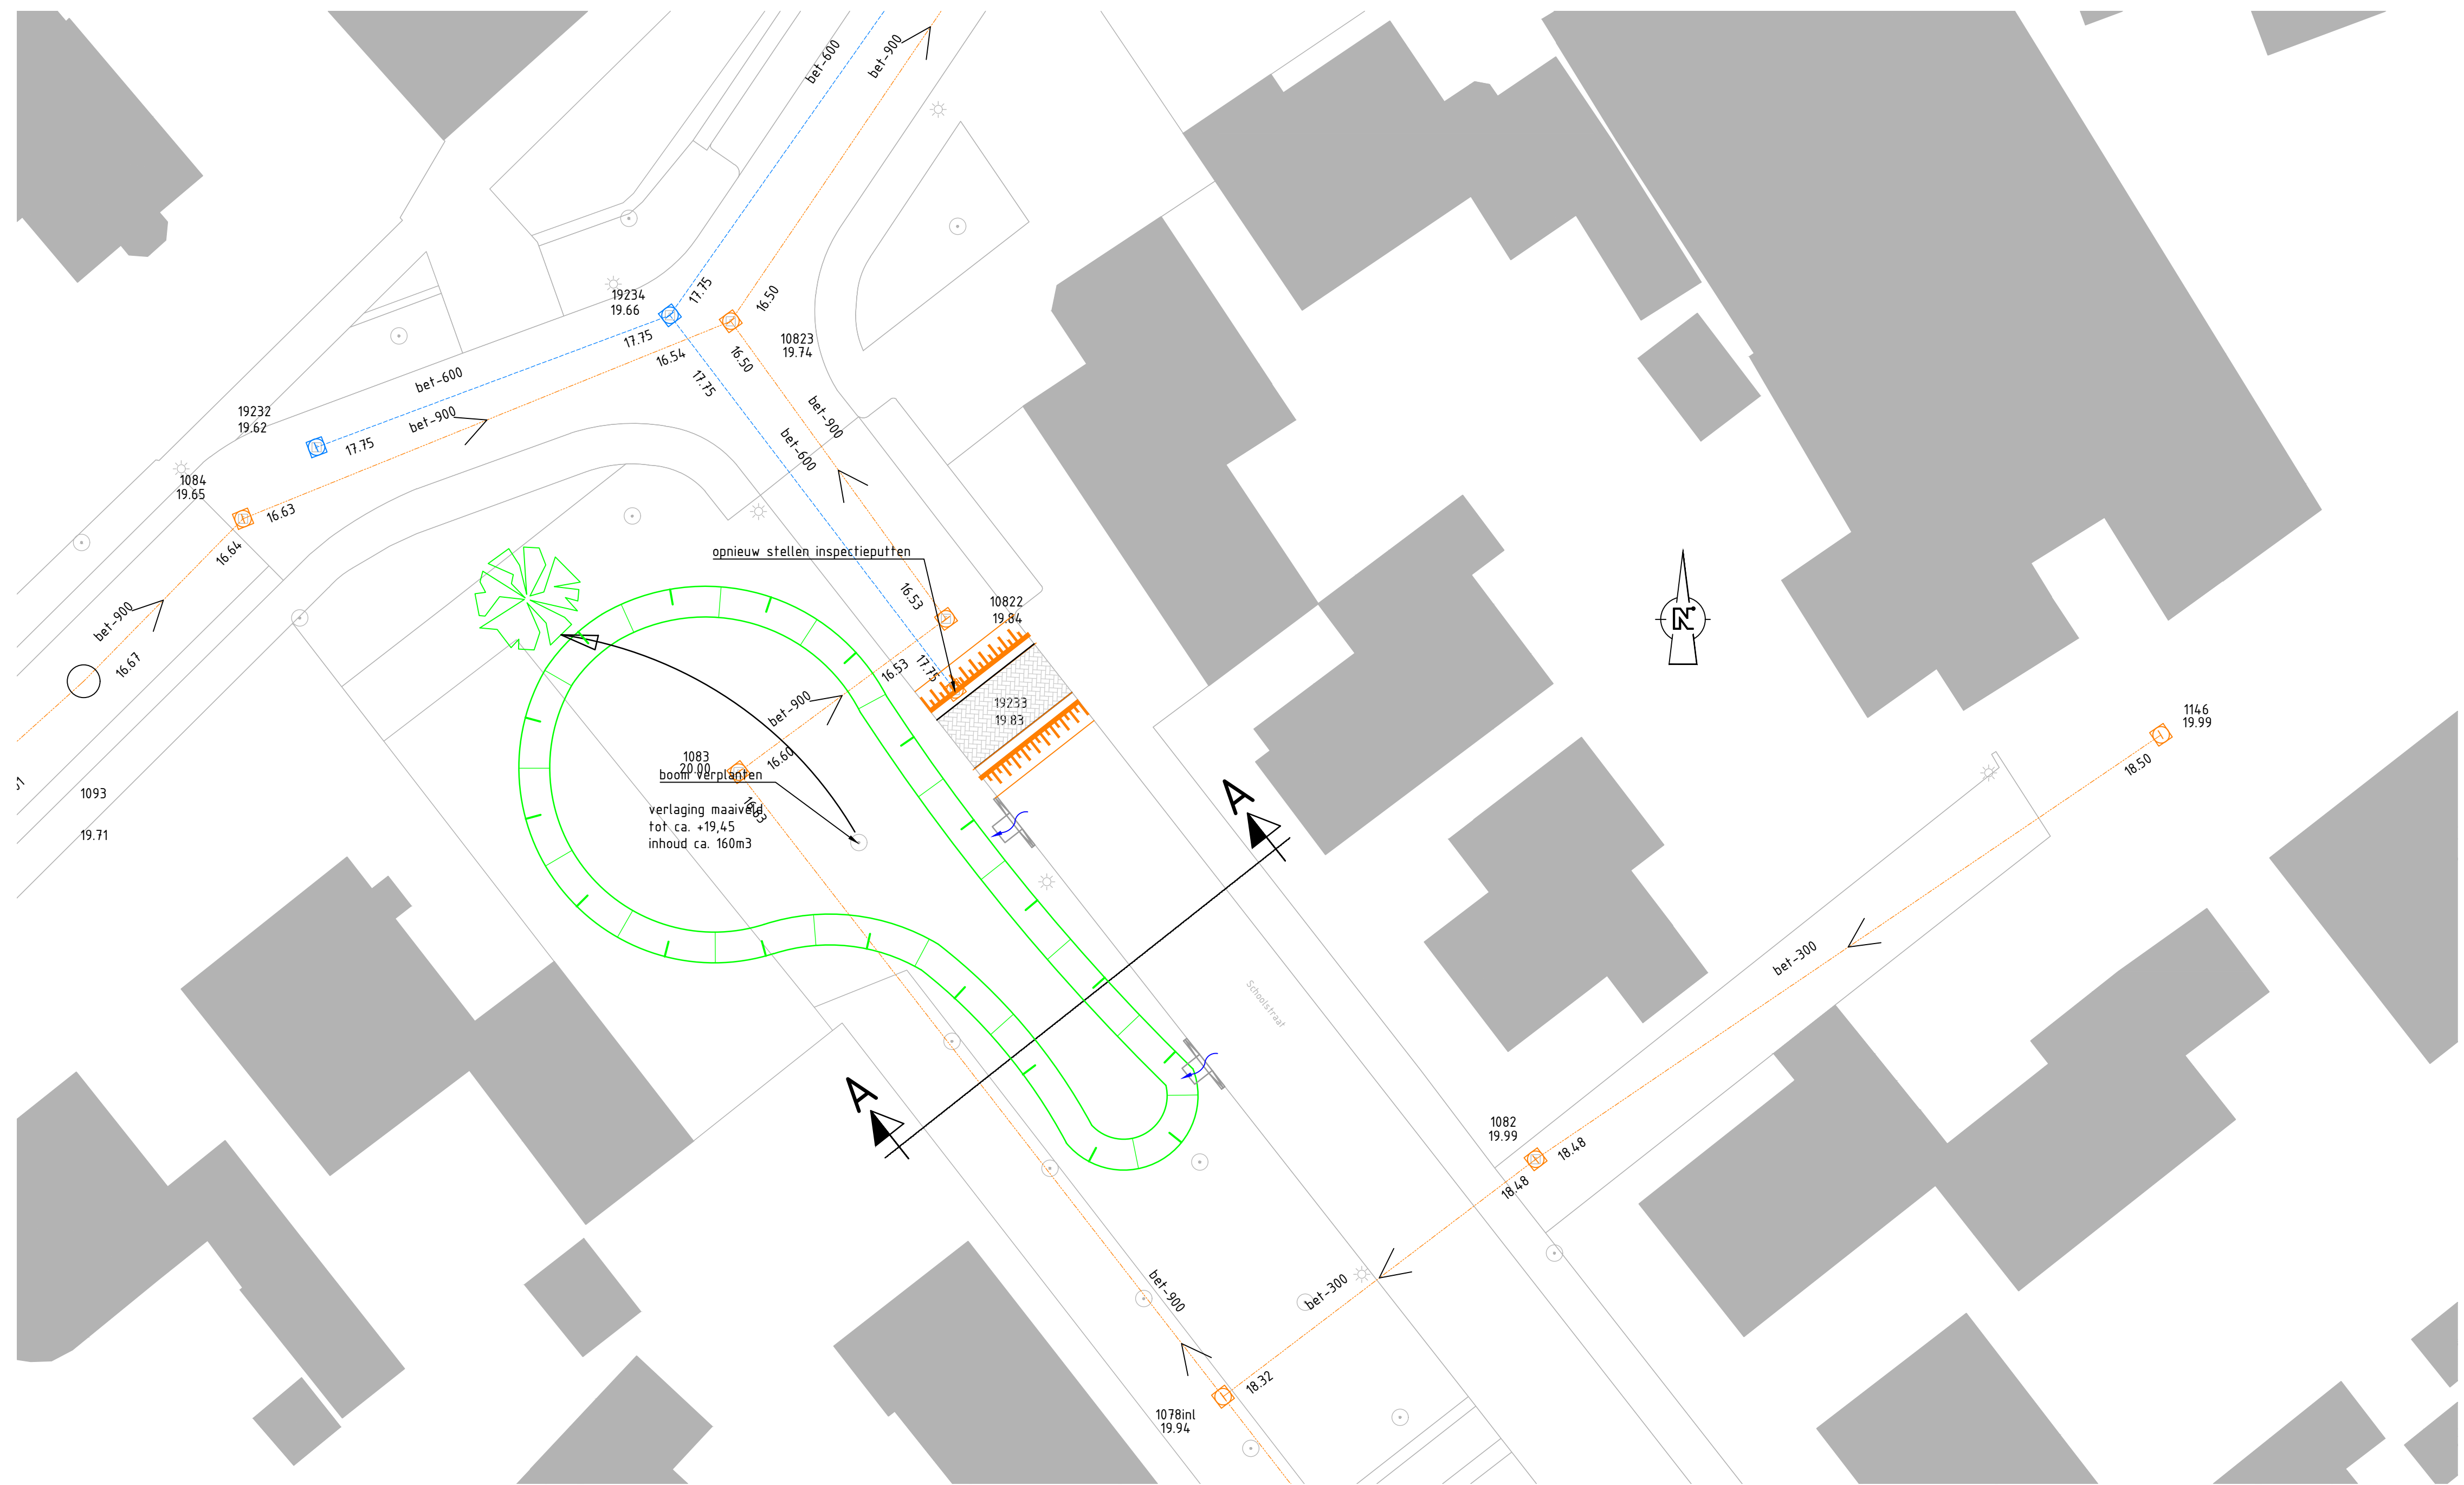 bet-600
bet-900
19234
19.66
17.75
16.50
17.75
16.54
16.50
17.75
10823
19.74
bet-600
bet-900
19232
19.62
17.75
bet-900
bet-600
1084
19.65
16.63
16.64
opnieuw stellen inspectieputten
16.53
10822
19.84
bet-900
16.67
16.53
17.75
19233
19.83
bet-900
1083
20.00
16.60
boom verplanten
16.53
verlaging maaiveld
tot ca. +19,45
inhoud ca. 160m3
1093
19.71
N
1146
19.99
18.50
A
bet-300
Schoolstraat
A
1082
19.99
18.48
18.48
bet-900
bet-300
18.32
1078inl
19.94